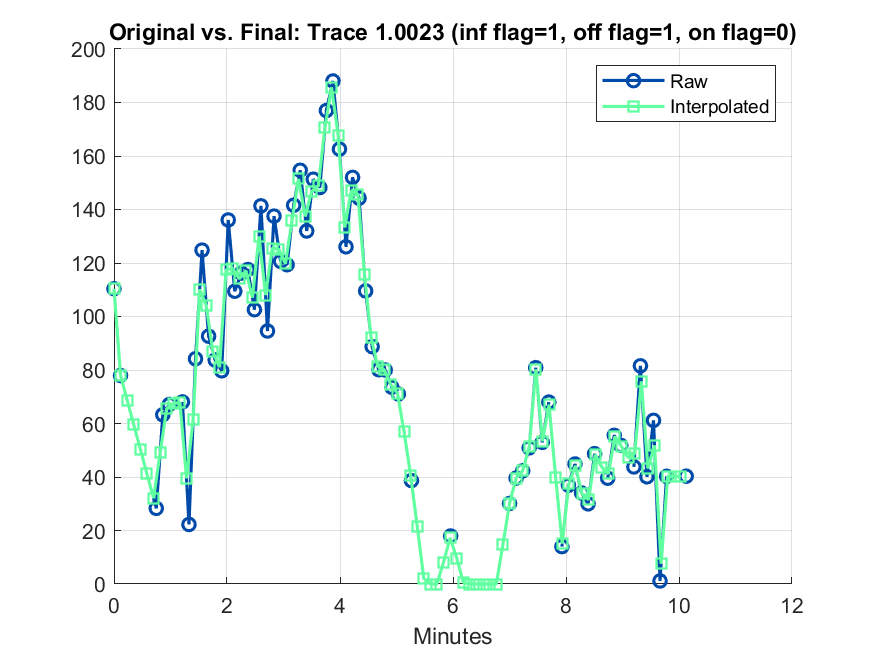 Original vs. Final: Trace 1.0023 (inf flag=1, off flag=1, on flag=0)
200
180
160
140
120
100
80
60
40
20
0
Raw
Interpolated
0 2 4 6 8 10 12
Minutes